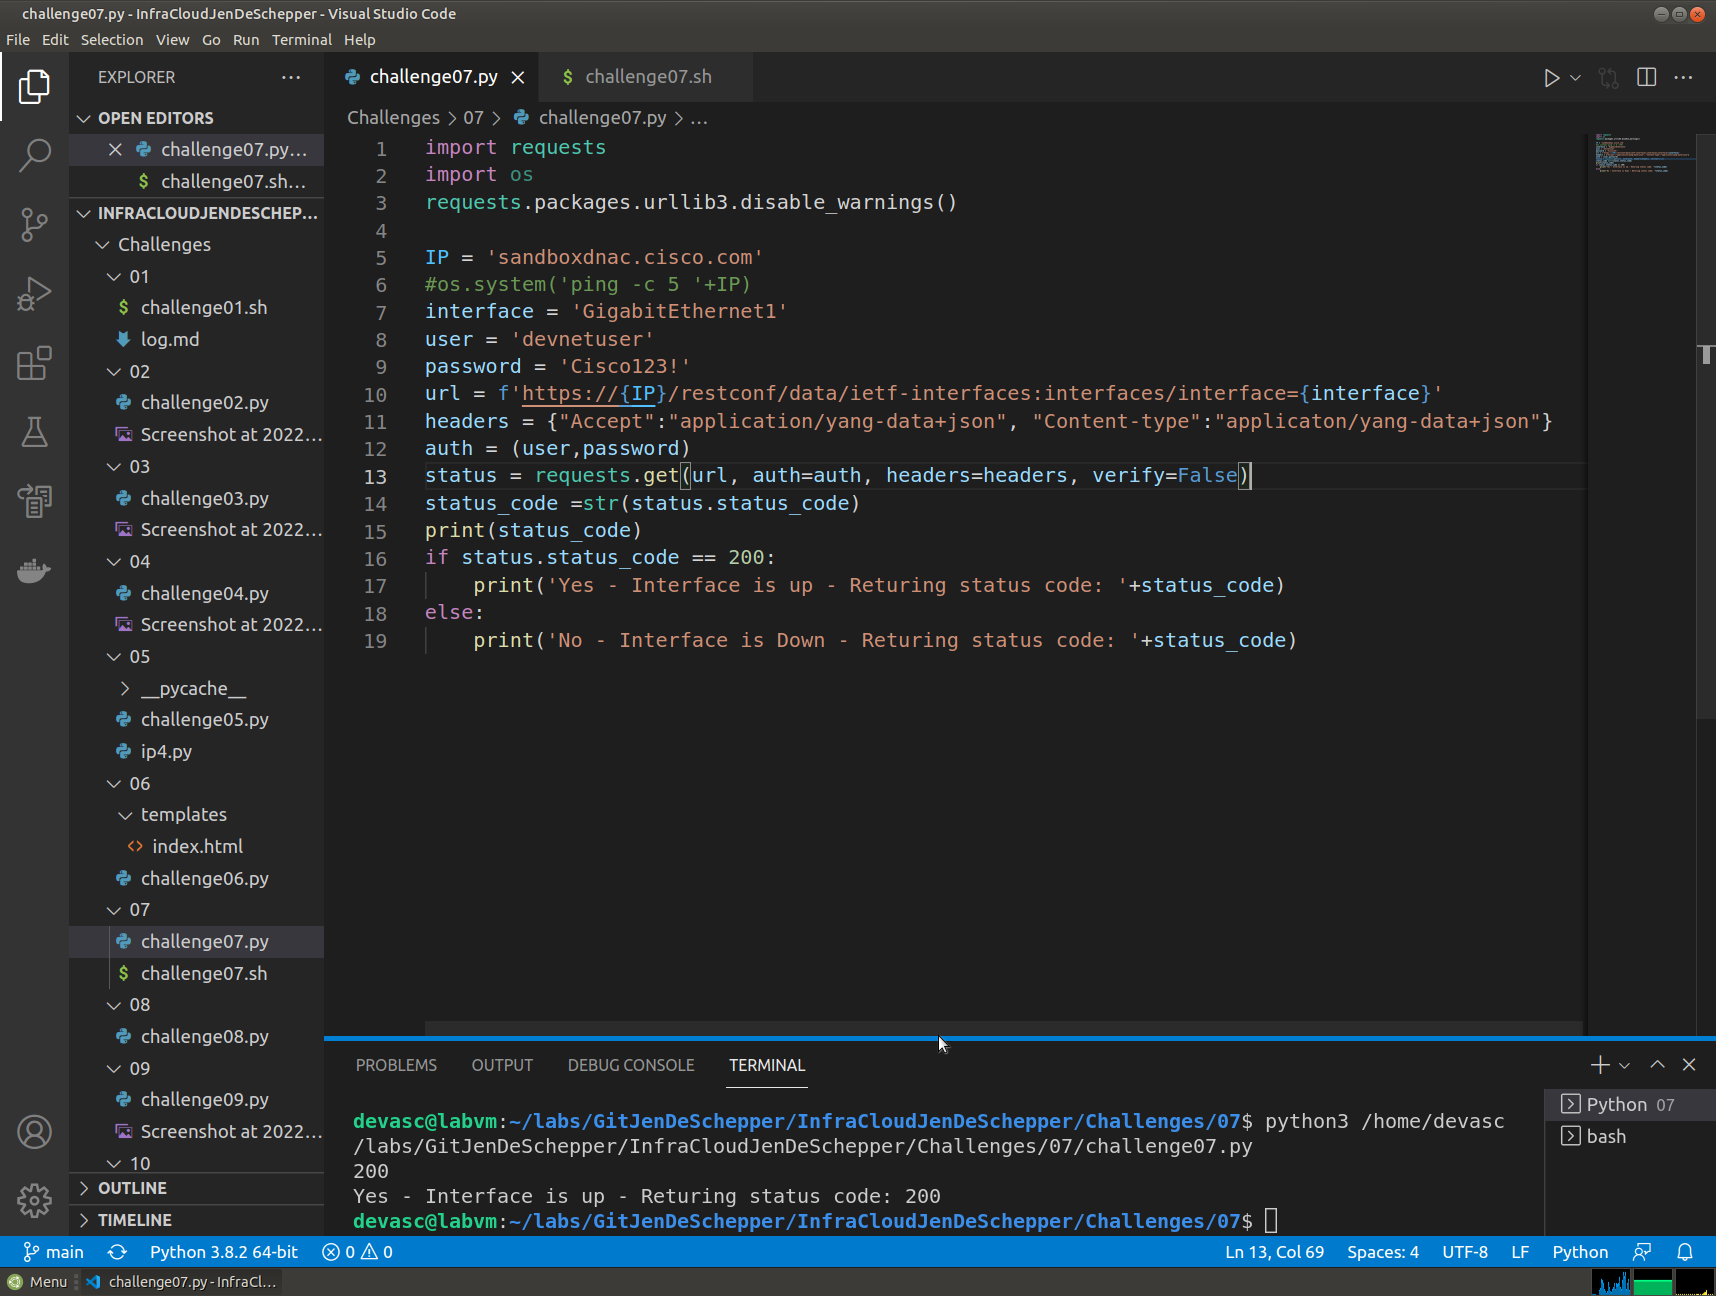 challenge07.py - InfraCloudJenDeSchepper - Visual Studio Code
File Edit Selection View Go Run Terminal Help
EXPLORER
OPEN EDITORS
challenge07.py...
challenge07.sh...
INFRACLOUDJENDESCHEP...
Challenges
01
challenge01.sh
log.md
02
challenge02.py
Screenshot at 2022...
03
challenge03.py
Screenshot at 2022...
04
challenge04.py
Screenshot at 2022...
05
__pycache__
challenge05.py
ip4.py
06
templates
index.html
challenge06.py
07
challenge07.py
challenge07.sh
08
challenge08.py
09
challenge09.py
Screenshot at 2022...
10
OUTLINE
TIMELINE
challenge07.py challenge07.sh
Challenges > 07 > challenge07.py > ...
1 import requests
2 import os
3 requests.packages.urllib3.disable_warnings()
4
5 IP = 'sandboxdnac.cisco.com'
6 #os.system('ping -c 5 '+IP)
7 interface = 'GigabitEthernet1'
8 user = 'devnetuser'
9 password = 'Cisco123!'
10 url = f'https://{IP}/restconf/data/ietf-interfaces:interfaces/interface={interface}'
11 headers = {"Accept":"application/yang-data+json", "Content-type":"applicaton/yang-data+json"}
12 auth = (user,password)
13 status = requests.get(url, auth=auth, headers=headers, verify=False)
14 status_code =str(status.status_code)
15 print(status_code)
16 if status.status_code == 200:
17 print('Yes - Interface is up - Returing status code: '+status_code)
18 else:
19 print('No - Interface is Down - Returing status code: '+status_code)
PROBLEMS OUTPUT DEBUG CONSOLE TERMINAL
devasc@labvm:~/labs/GitJenDeSchepper/InfraCloudJenDeSchepper/Challenges/07$ python3 /home/devasc
/labs/GitJenDeSchepper/InfraCloudJenDeSchepper/Challenges/07/challenge07.py
200
Yes - Interface is up - Returing status code: 200
devasc@labvm:~/labs/GitJenDeSchepper/InfraCloudJenDeSchepper/Challenges/07$
Python 07
bash
main Python 3.8.2 64-bit 0 0 Ln 13, Col 69 Spaces: 4 UTF-8 LF Python
Menu challenge07.py - InfraCl...